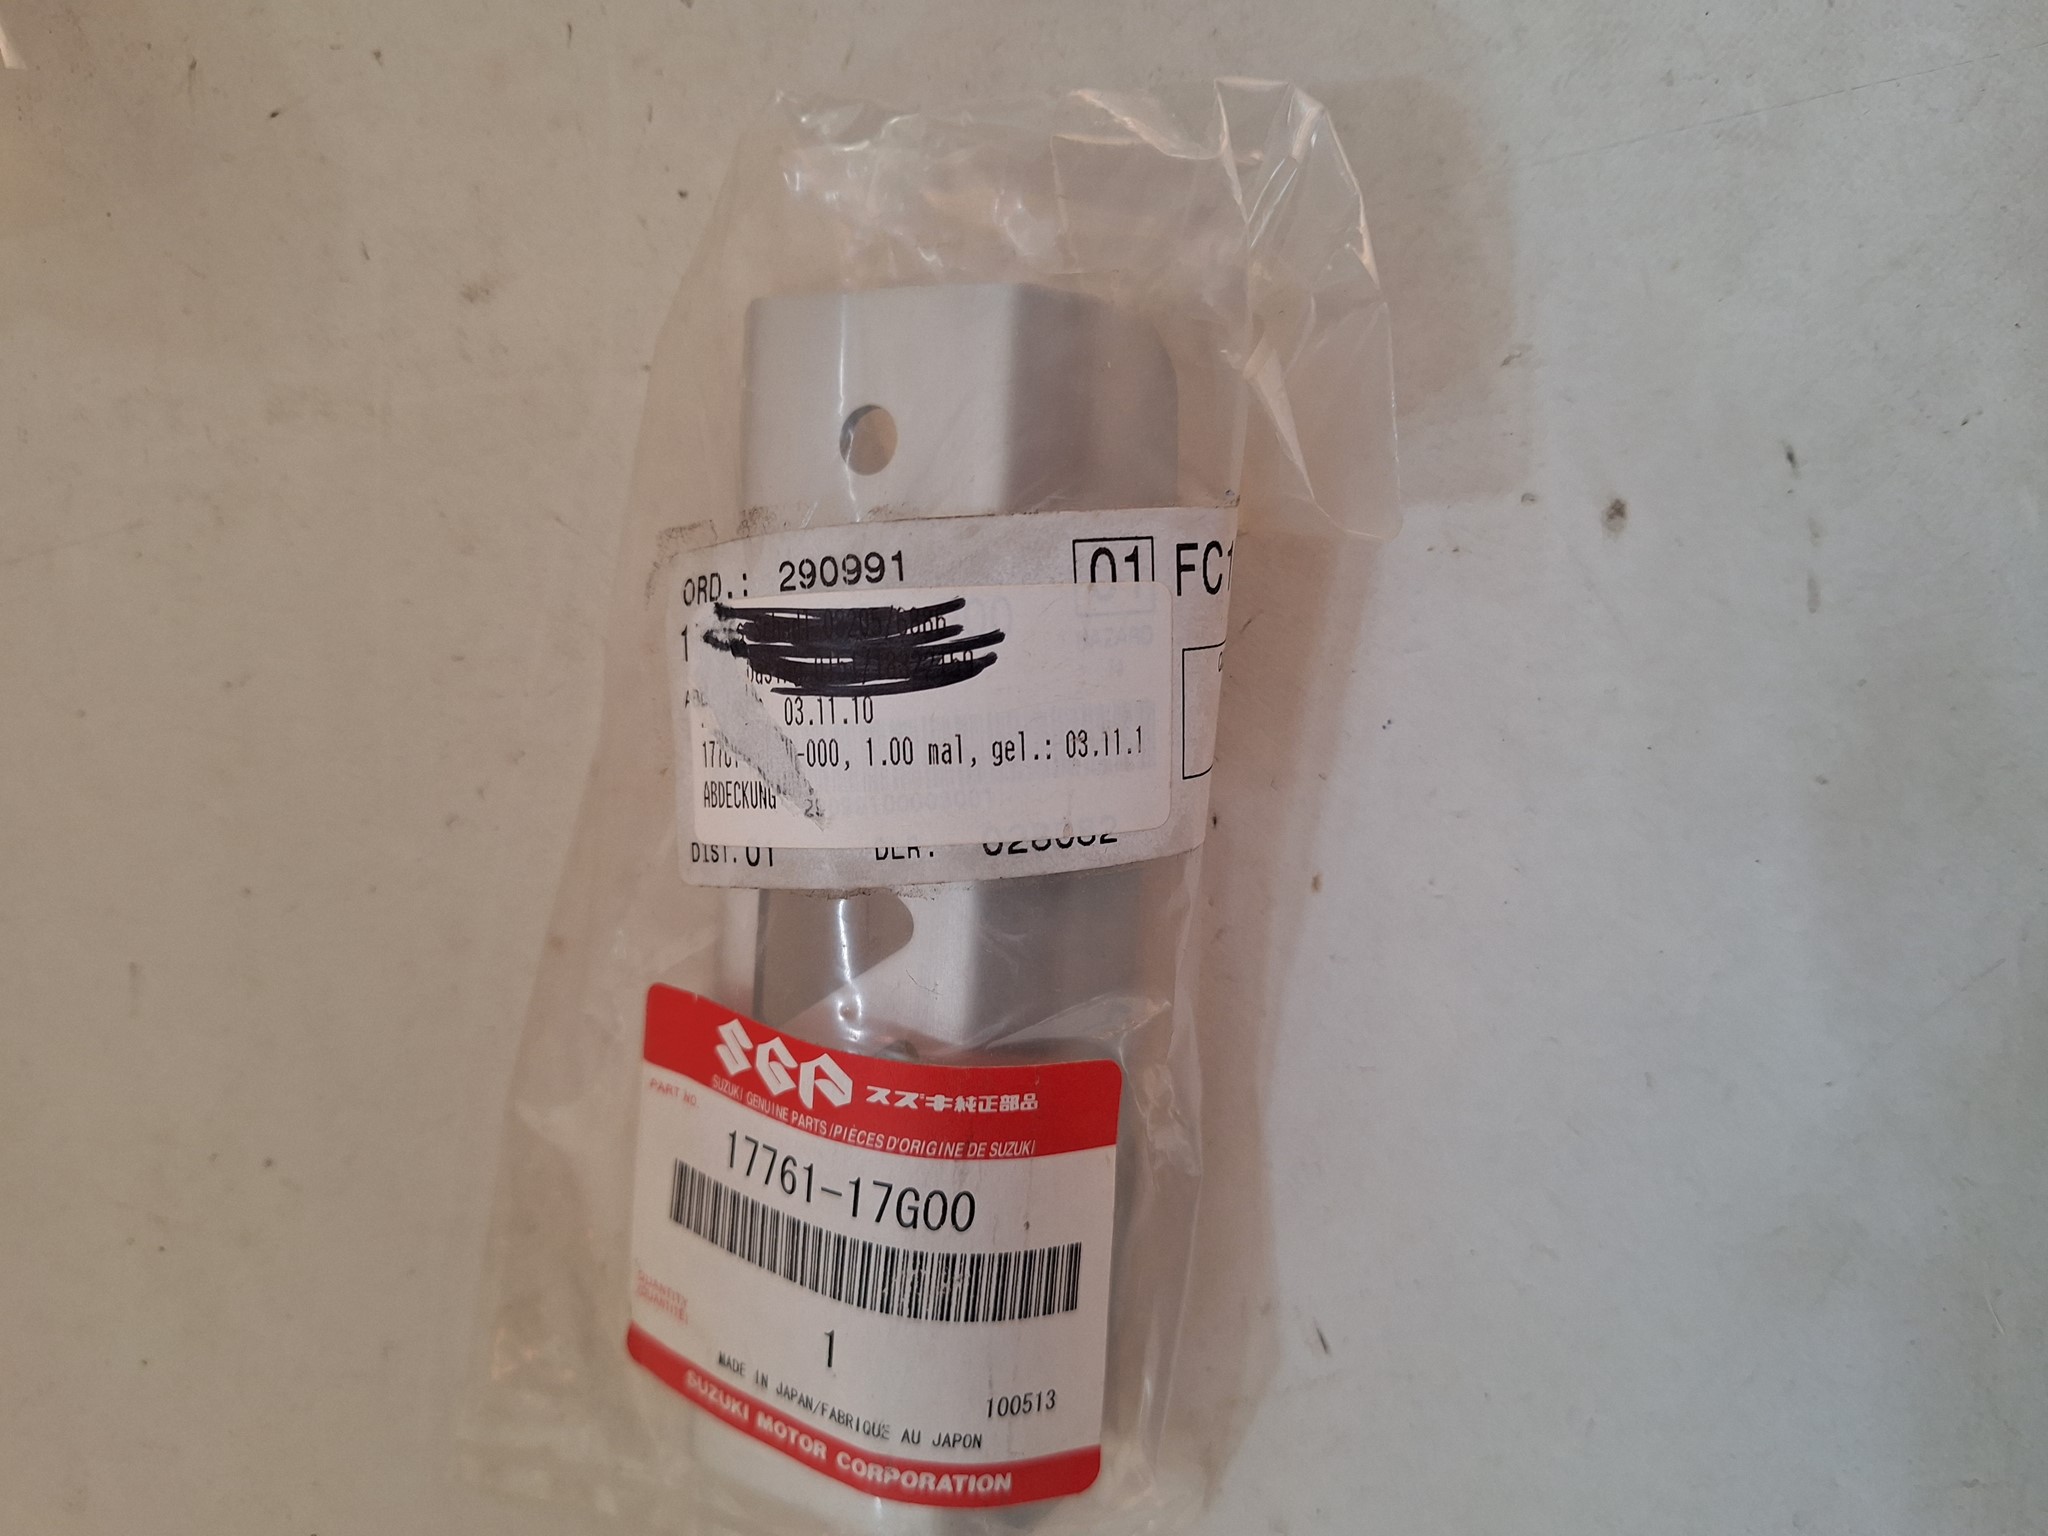 ORD.: 290991 01 FC1
1
03.11.10
-000, 1.00 mal, gel.: 03.11.1
ABDECKUNG
DIST. 01 DLR.
SGP スズキ純正部品
SUZUKI GENUINE PARTS/PIÈCES D'ORIGINE DE SUZUKI
PART NO.
17761-17G00
QUANTITY
QUANTITÉ
1
MADE IN JAPAN/FABRIQUE AU JAPON
100513
SUZUKI MOTOR CORPORATION